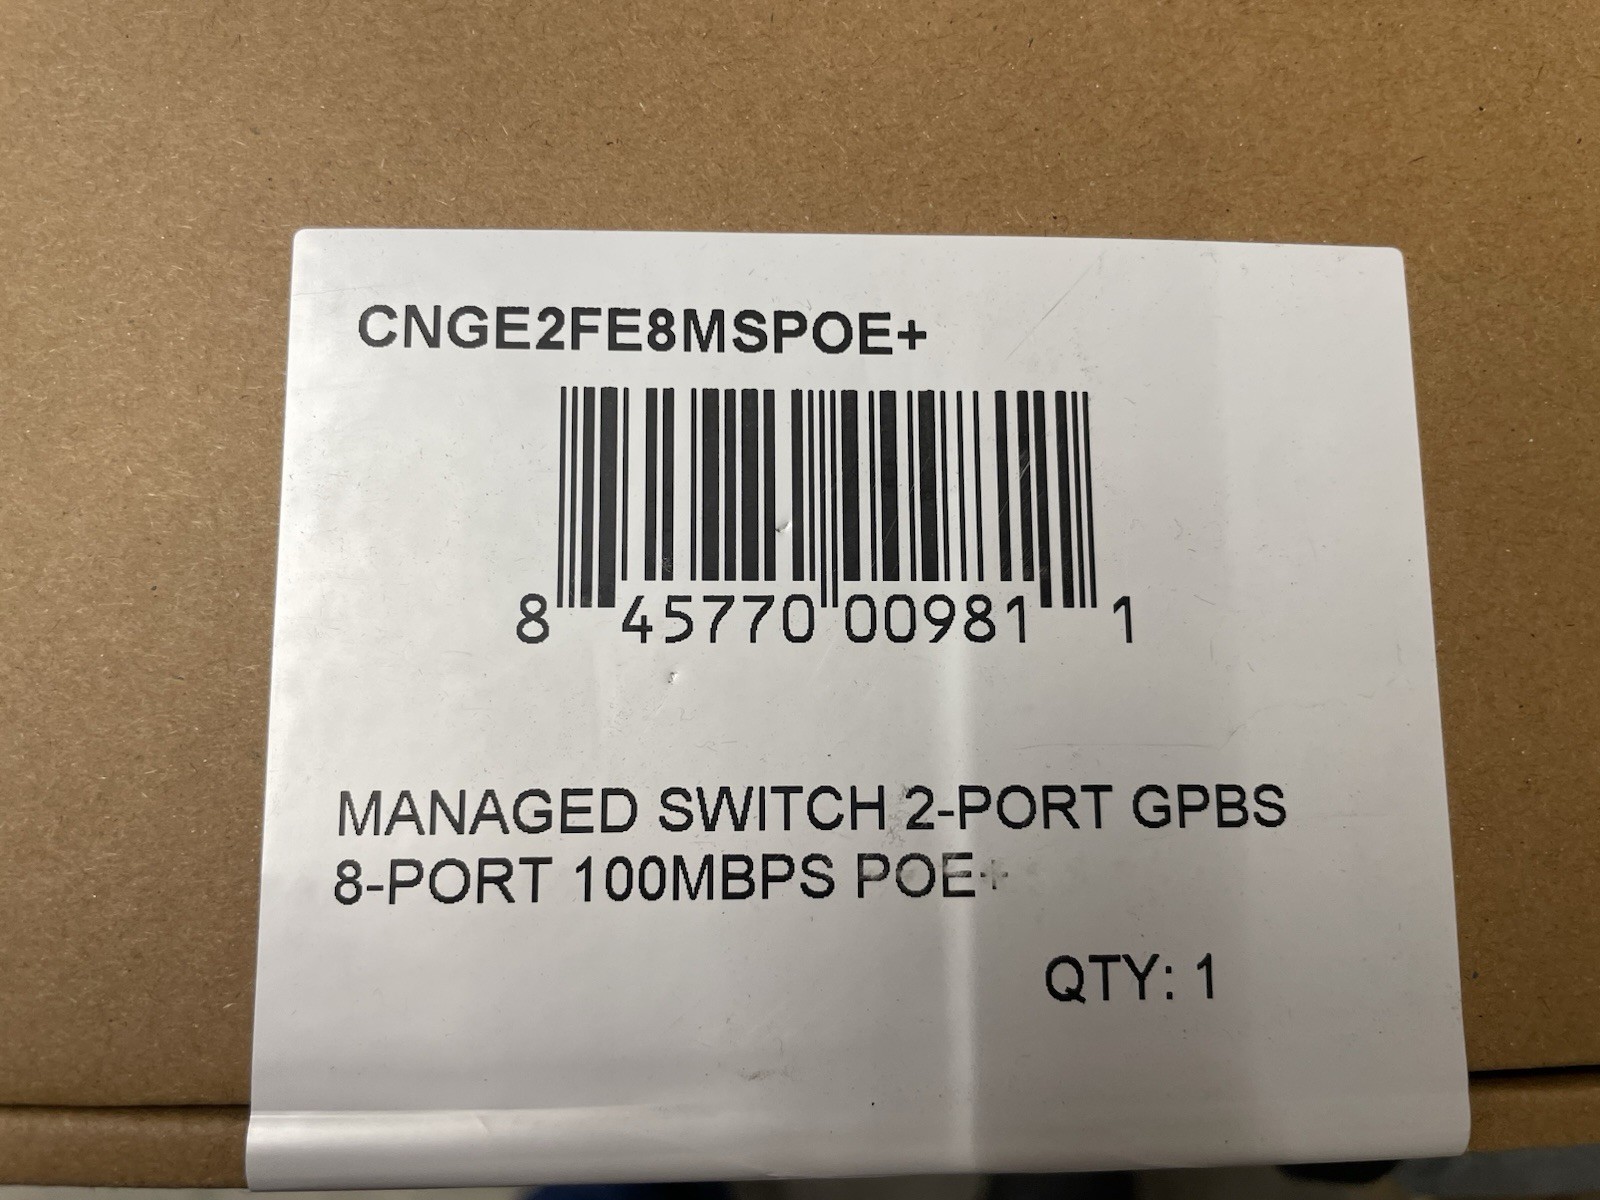 CNGE2FE8MSPOE+
8 45770 00981 1
MANAGED SWITCH 2-PORT GPBS
8-PORT 100MBPS POE+
QTY: 1